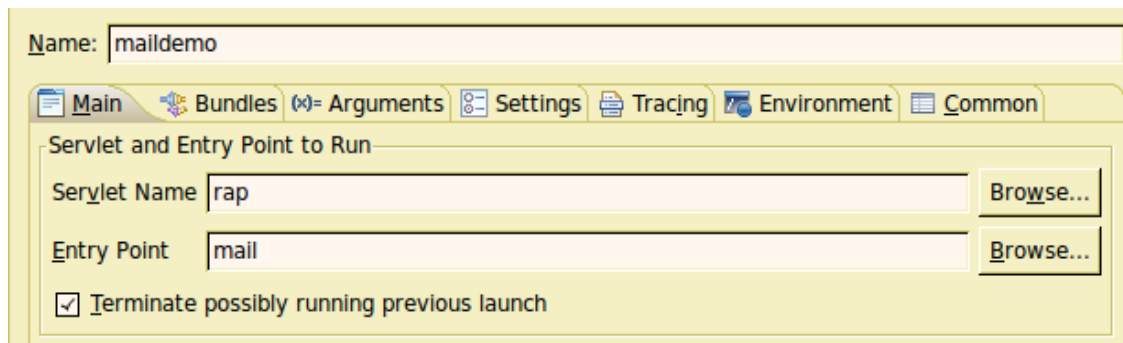 Name: maildemo
Main Bundles (x)= Arguments Settings Tracing Environment Common
Servlet and Entry Point to Run
Servlet Name rap Browse...
Entry Point mail Browse...
Terminate possibly running previous launch